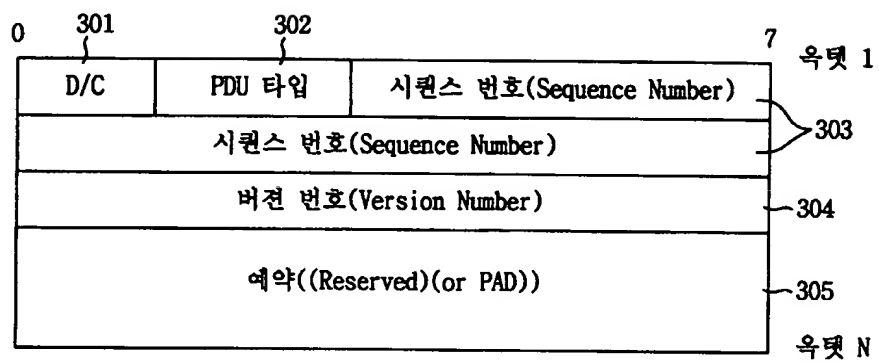 301 302
0 7 옥텟 1
D/C PDU 타입 시퀀스 번호(Sequence Number)
303
시퀀스 번호(Sequence Number)
버젼 번호(Version Number) 304
예약((Reserved)(or PAD)) 305
옥텟 N